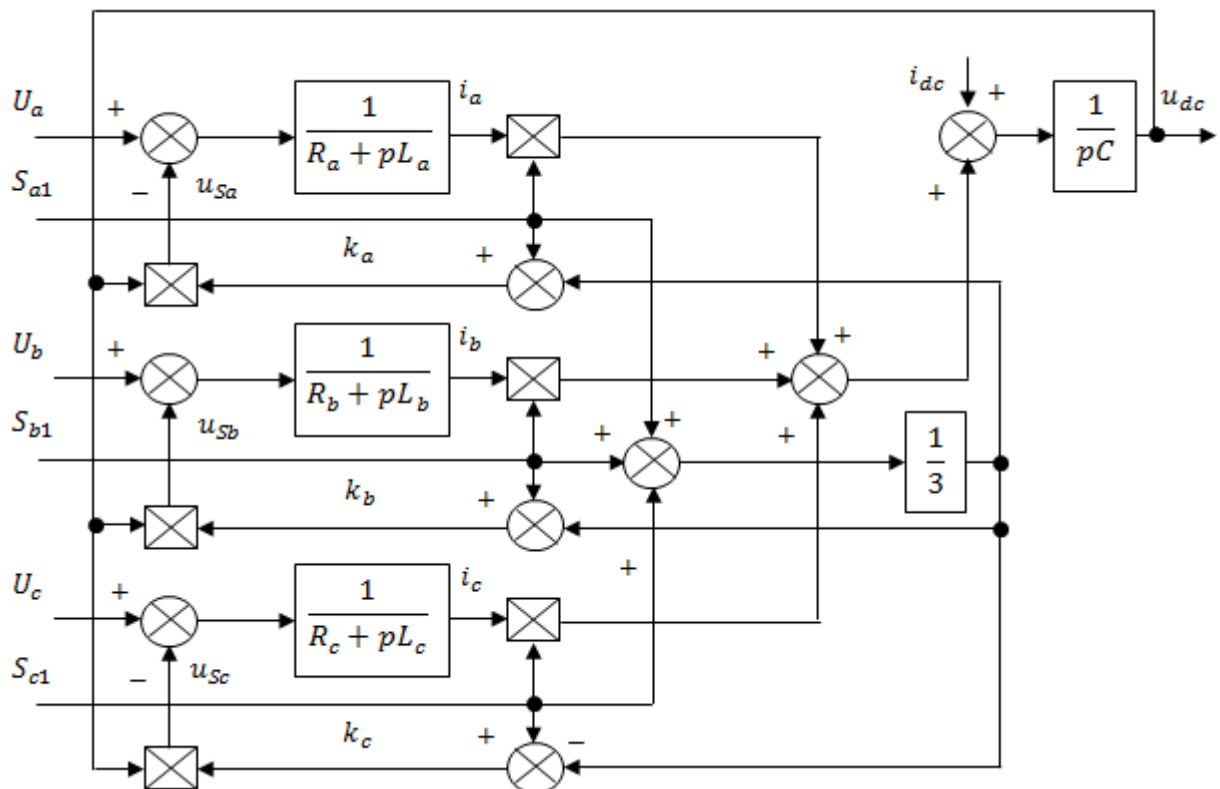 i_dc
+
1
pC
u_dc
+
U_a
+
1
R_a + pL_a
i_a
−
u_Sa
S_a1
k_a
+
U_b
+
1
R_b + pL_b
i_b
+
+
+
u_Sb
S_b1
+
+
1
3
k_b
+
+
U_c
+
1
R_c + pL_c
i_c
−
u_Sc
S_c1
k_c
+
−